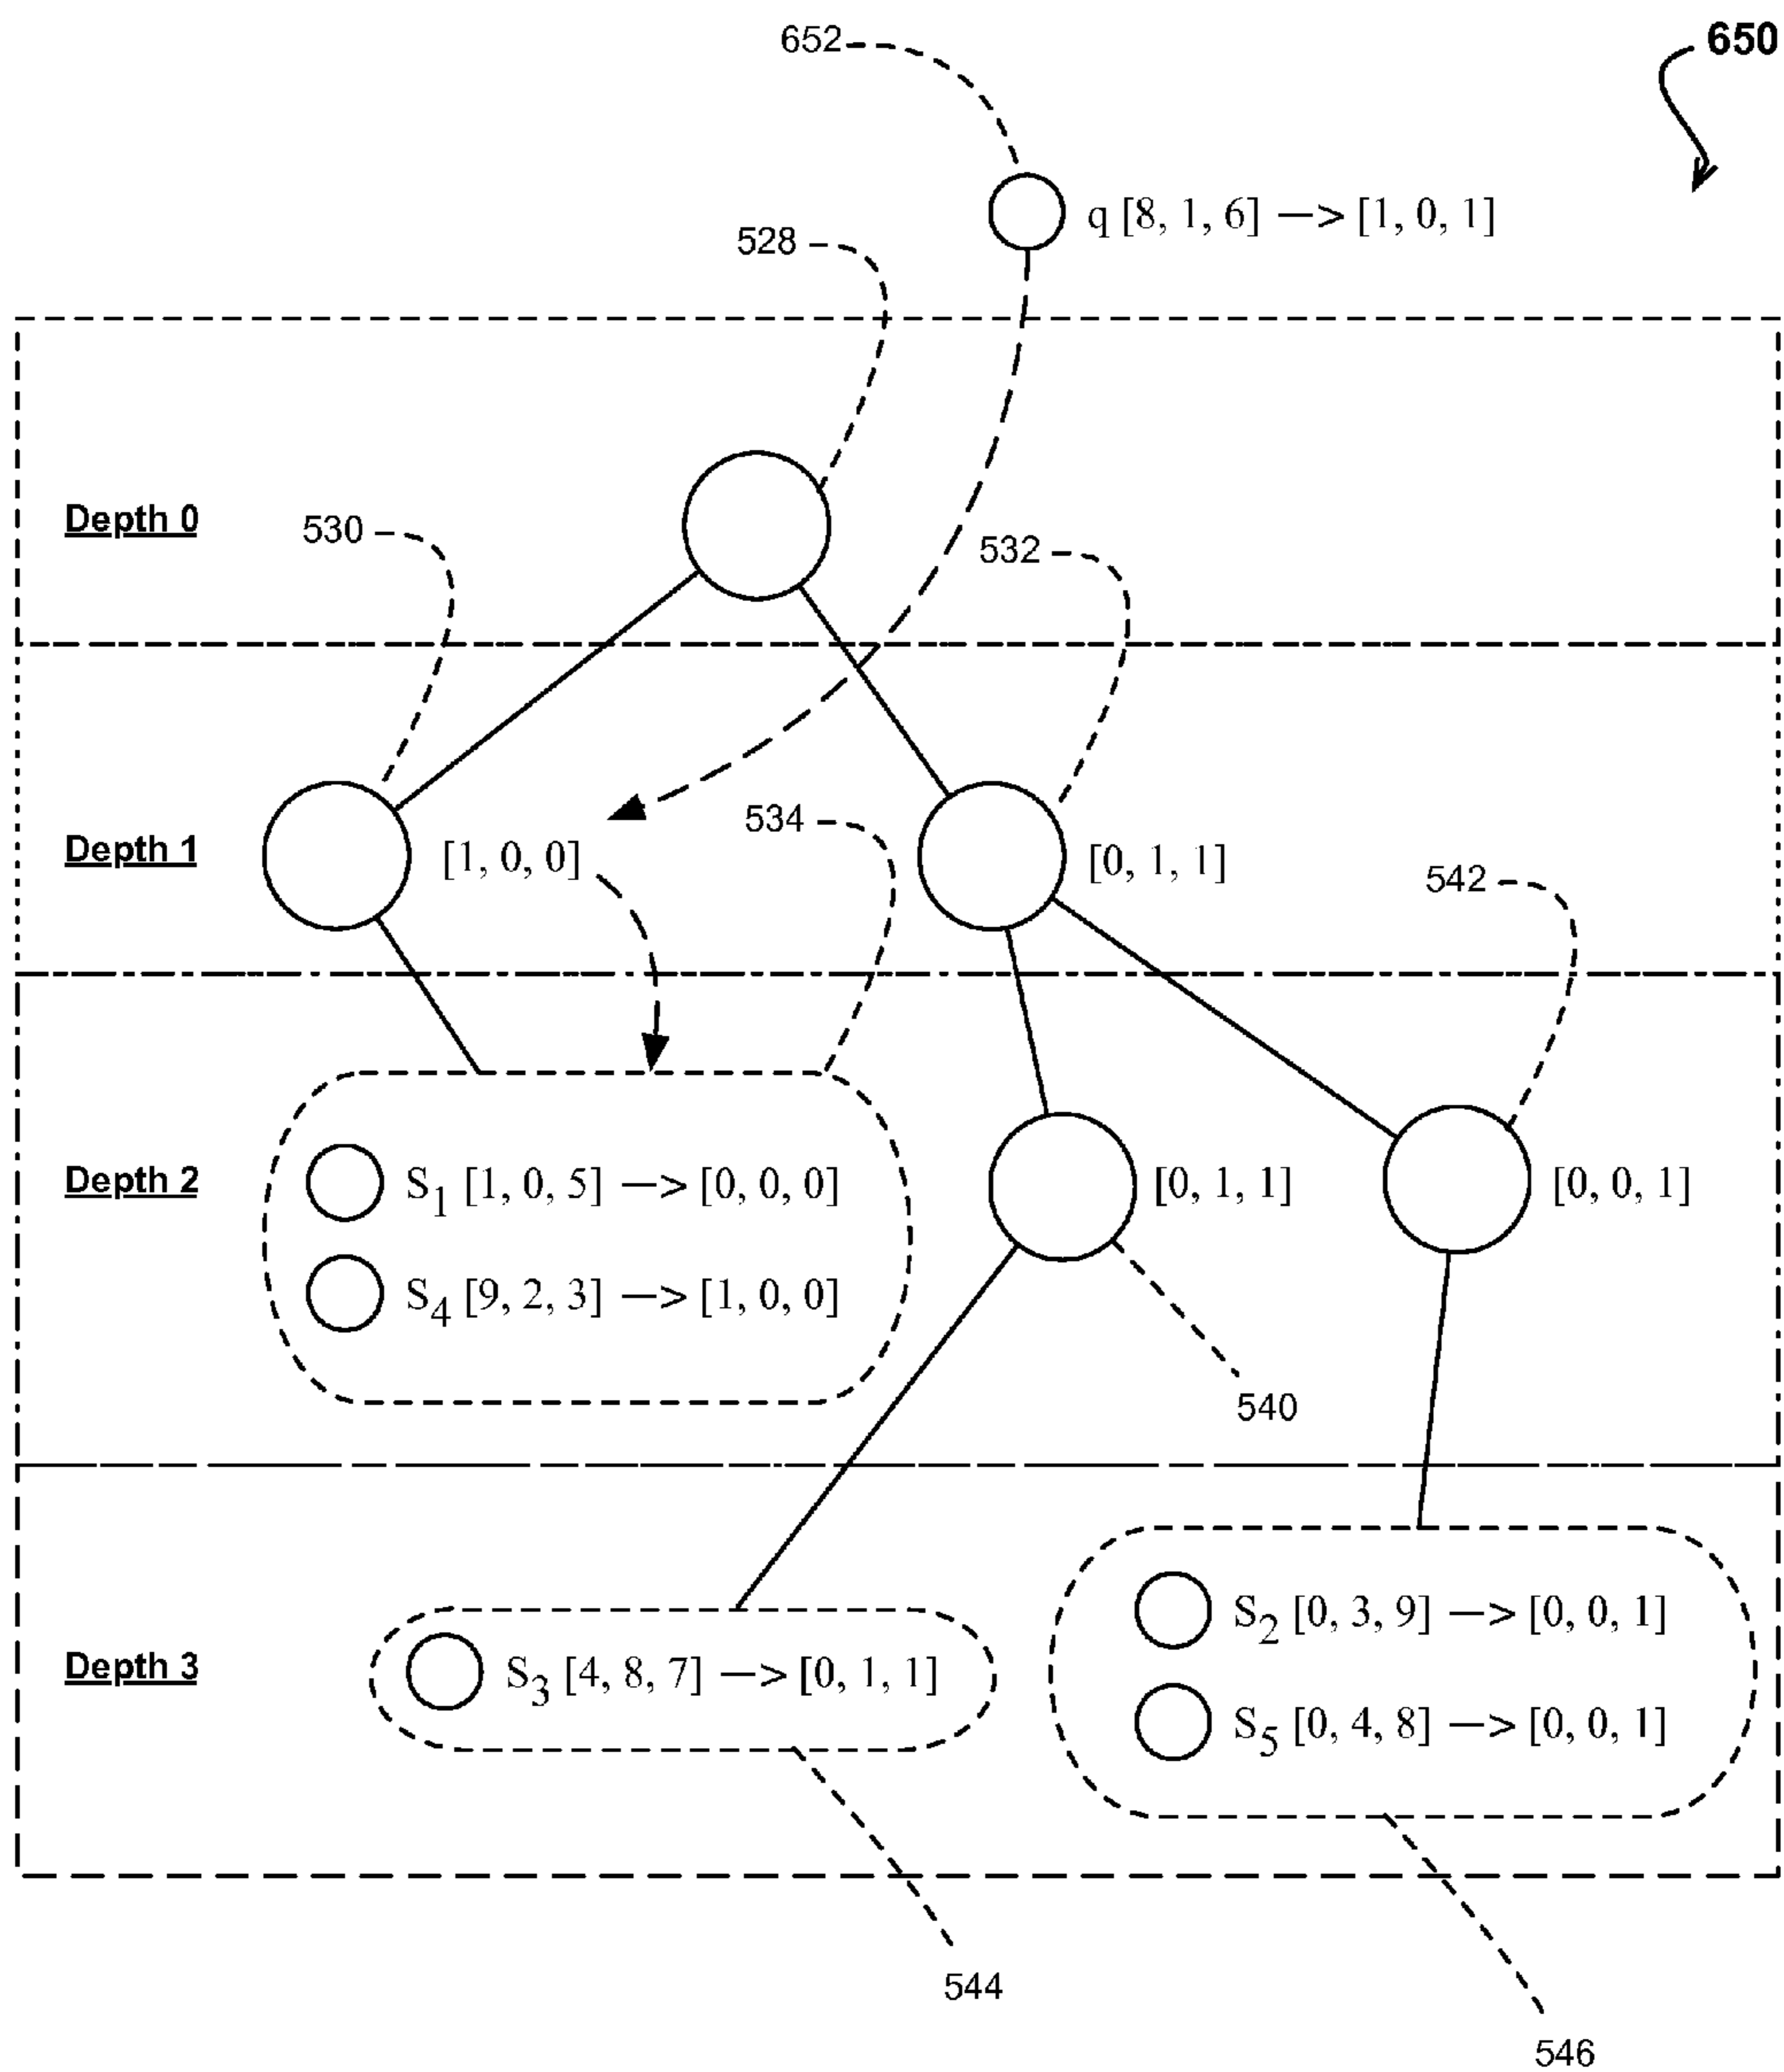 652
650
q [8, 1, 6] —> [1, 0, 1]
528
Depth 0
530
532
Depth 1
[1, 0, 0]
534
[0, 1, 1]
542
Depth 2
S1 [1, 0, 5] —> [0, 0, 0]
[0, 1, 1]
[0, 0, 1]
S4 [9, 2, 3] —> [1, 0, 0]
540
Depth 3
S2 [0, 3, 9] —> [0, 0, 1]
S3 [4, 8, 7] —> [0, 1, 1]
S5 [0, 4, 8] —> [0, 0, 1]
544
546